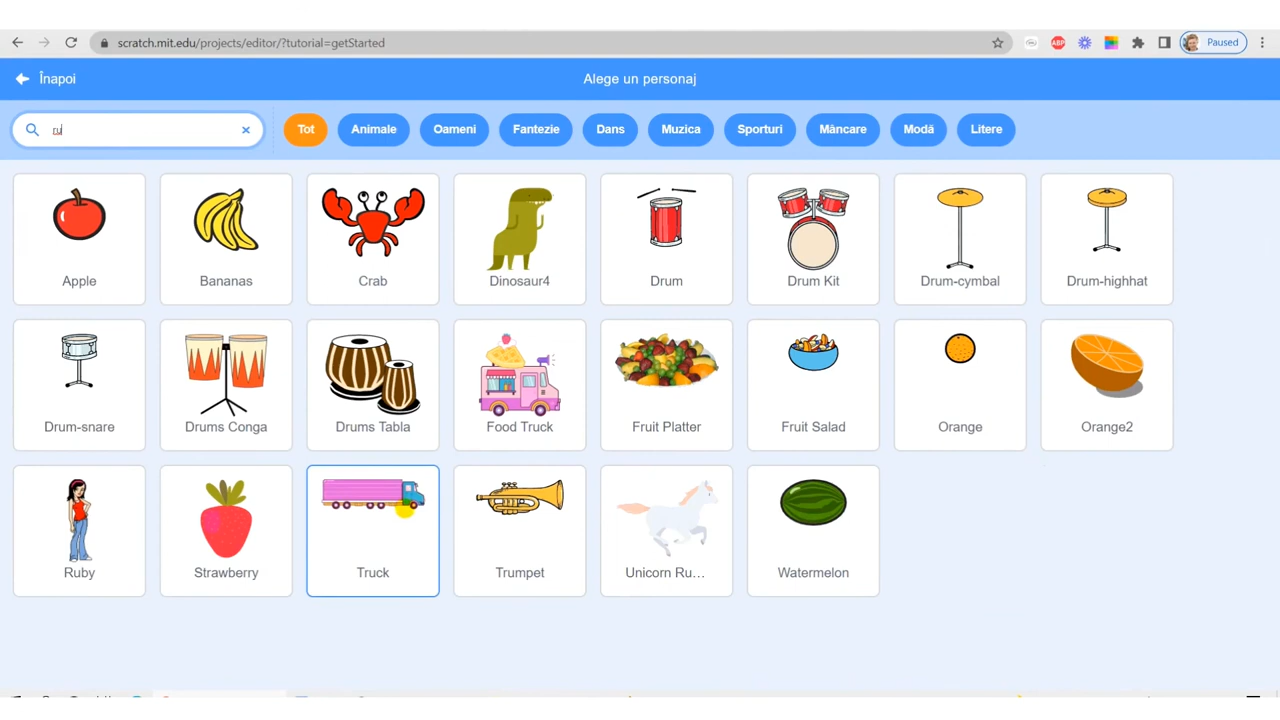 scratch.mit.edu/projects/editor/?tutorial=getStarted
ABP
Paused
Înapoi
Alege un personaj
ru
Tot
Animale
Oameni
Fantezie
Dans
Muzica
Sporturi
Mâncare
Modă
Litere
Apple
Bananas
Crab
Dinosaur4
Drum
Drum Kit
Drum-cymbal
Drum-highhat
Drum-snare
Drums Conga
Drums Tabla
Food Truck
Fruit Platter
Fruit Salad
Orange
Orange2
Ruby
Strawberry
Truck
Trumpet
Unicorn Ru...
Watermelon